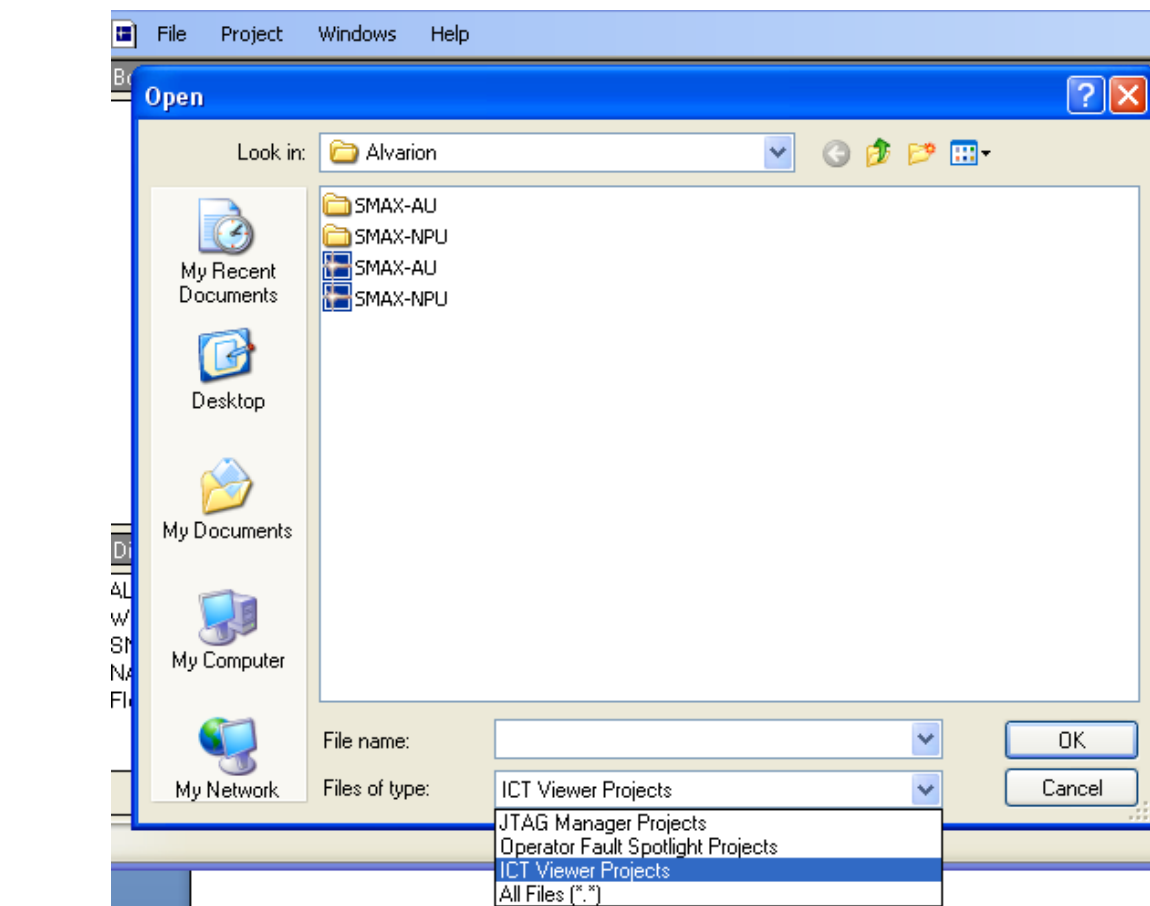 File Project Windows Help
Open
Look in: Alvarion
SMAX-AU
SMAX-NPU
SMAX-AU
SMAX-NPU
My Recent
Documents
Desktop
My Documents
My Computer
My Network
File name: OK
Files of type: ICT Viewer Projects Cancel
JTAG Manager Projects
Operator Fault Spotlight Projects
ICT Viewer Projects
All Files (*.*)